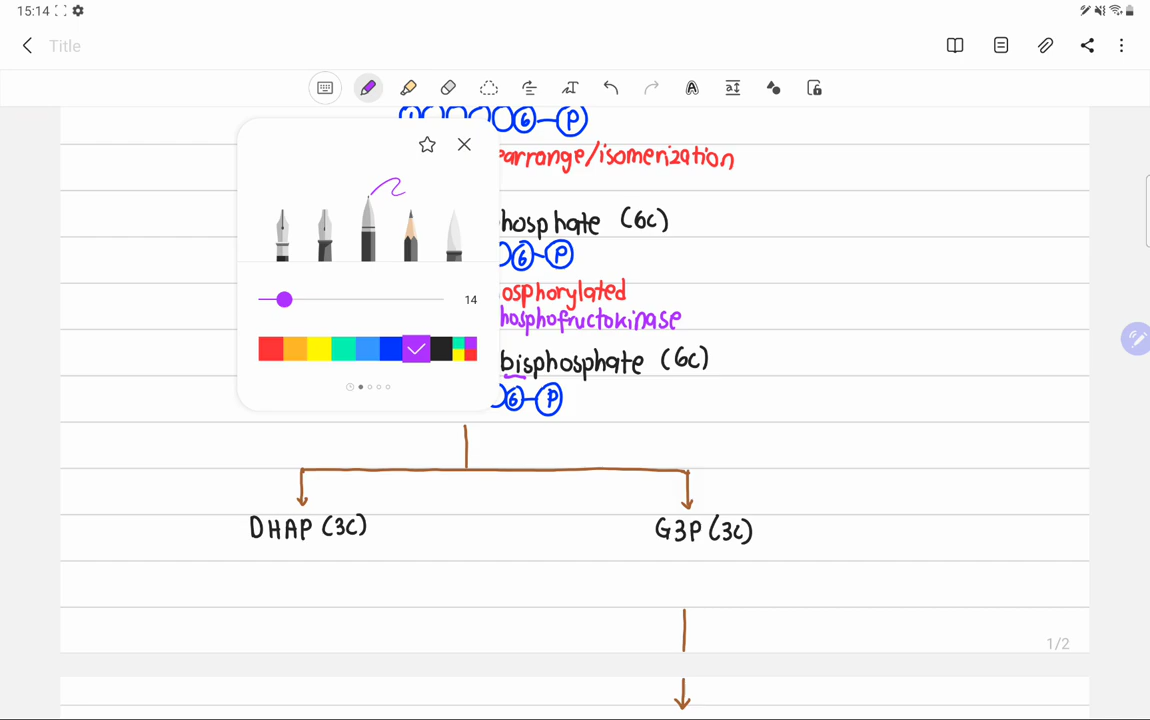 15:14
Title
6 P
arrange/isomerization
hosphate (6c)
6 P
14
osphorylated
hosphofructokinase
bisphosphate (6c)
6 P
DHAP (3c)
G3P (3c)
1/2